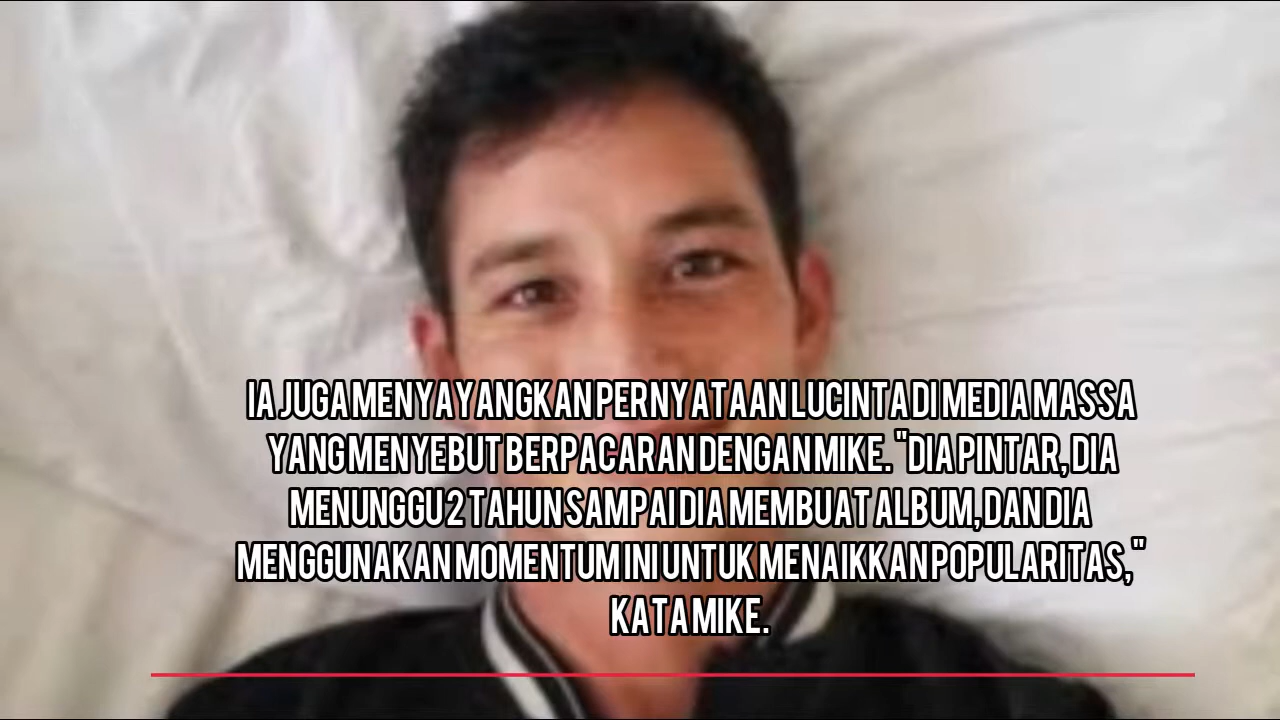 IA JUGA MENYAYANGKAN PERNYATAAN LUCINTA DI MEDIA MASSA
YANG MENYEBUT BERPACARAN DENGAN MIKE. "DIA PINTAR, DIA
MENUNGGU 2 TAHUN SAMPAI DIA MEMBUAT ALBUM, DAN DIA
MENGGUNAKAN MOMENTUM INI UNTUK MENAIKKAN POPULARITAS,"
KATA MIKE.